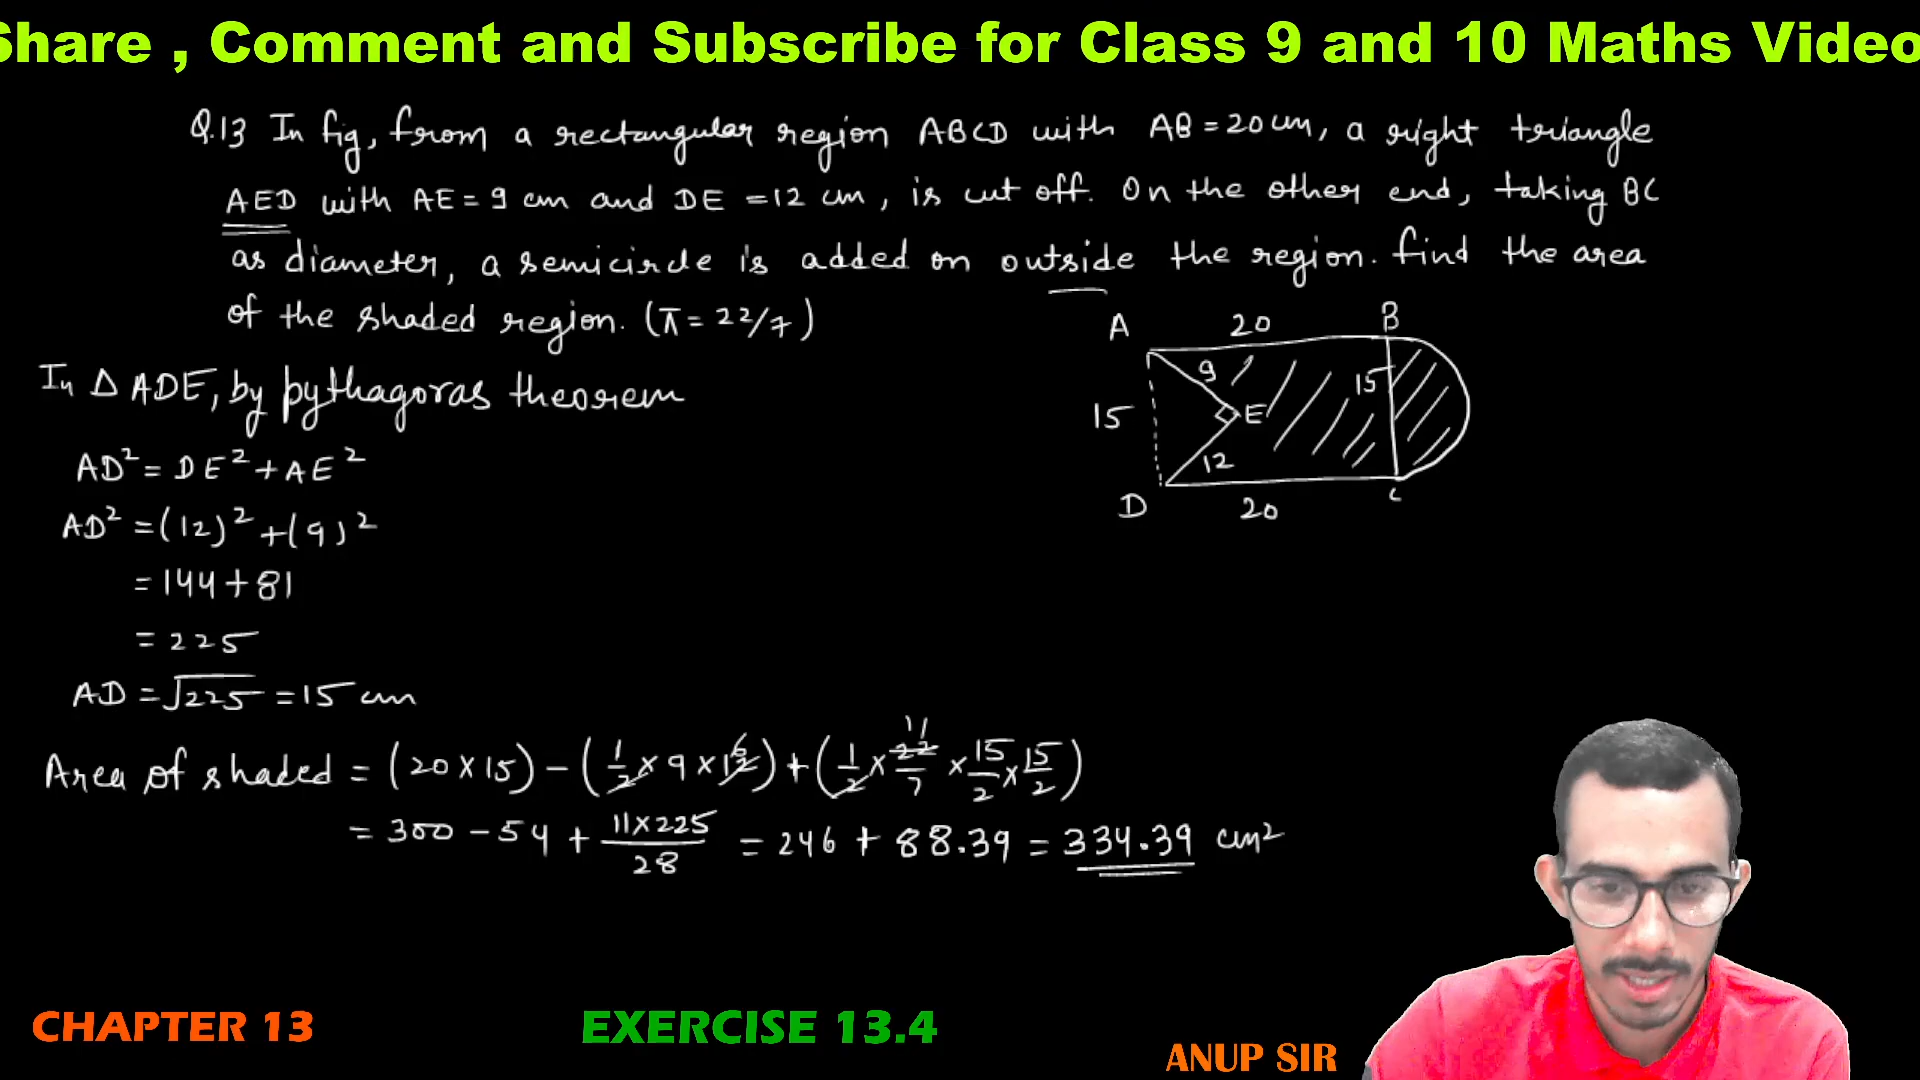 Share , Comment and Subscribe for Class 9 and 10 Maths Video
Q.13 In fig, from a rectangular region ABCD with AB = 20 cm, a right triangle
AED with AE = 9 cm and DE = 12 cm, is cut off. On the other end, taking BC
as diameter, a semicircle is added on outside the region. find the area
of the shaded region. (π = 22/7)
A 20 B
9 15
15 E
12
D 20 C
In Δ ADE, by pythagoras theorem
AD² = DE² + AE²
AD² = (12)² + (9)²
= 144 + 81
= 225
AD = √225 = 15 cm
Area of shaded = (20 × 15) − (1/2 × 9 × 12 6) + (1/2 × 22/7 11 × 15/2 × 15/2)
= 300 − 54 + 11×225/28 = 246 + 88.39 = 334.39 cm²
CHAPTER 13 EXERCISE 13.4 ANUP SIR